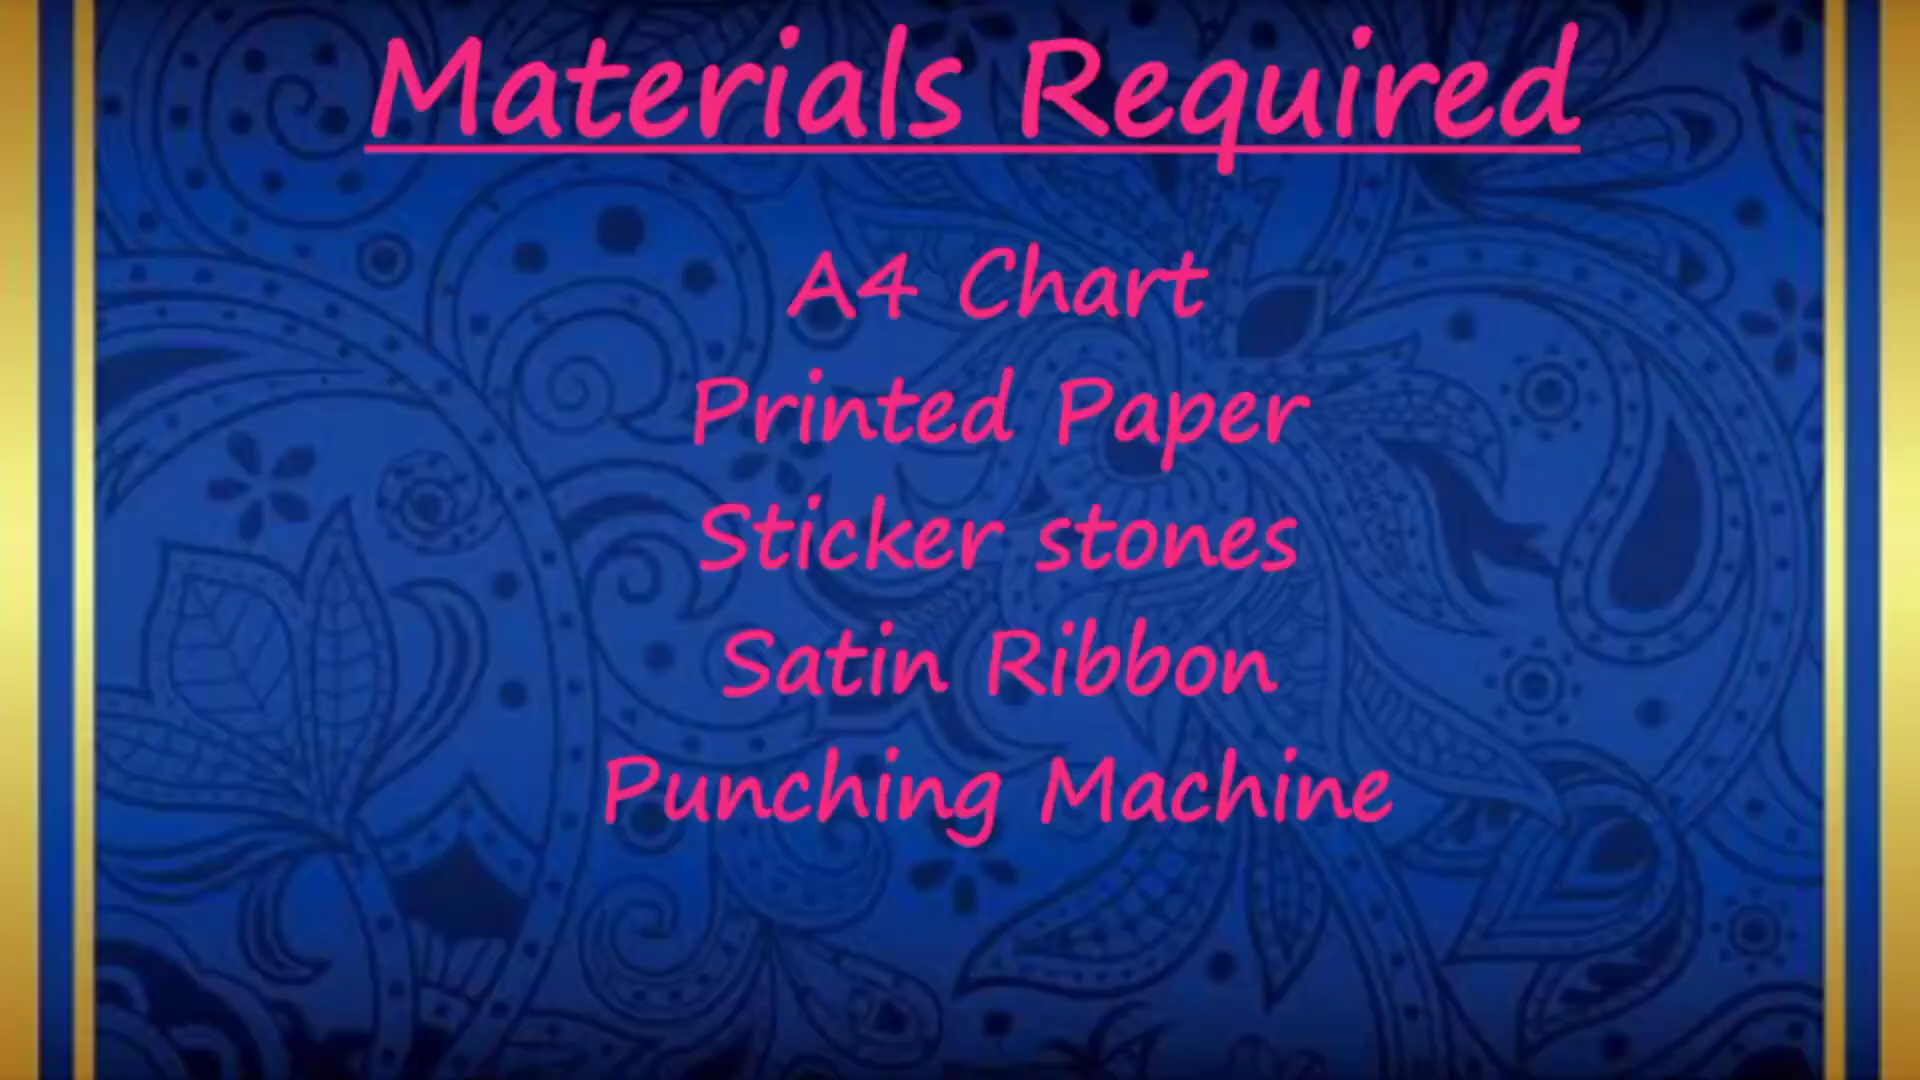 Materials Required
A4 Chart
Printed Paper
Sticker stones
Satin Ribbon
Punching Machine